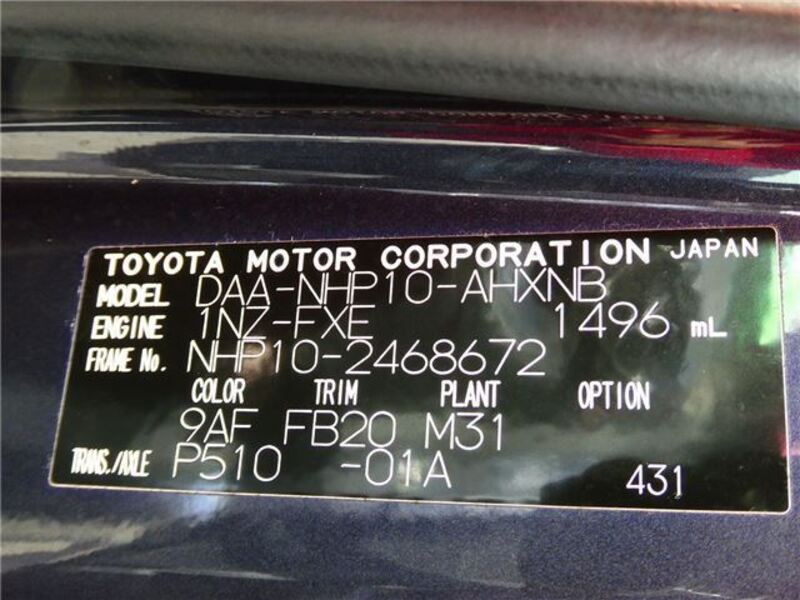 TOYOTA MOTOR CORPORATION JAPAN
MODEL DAA-NHP10-AHXNB
ENGINE 1NZ-FXE 1496 mL
FRAME No. NHP10-2468672
COLOR TRIM PLANT OPTION
9AF FB20 M31
TRANS./AXLE P510 -01A 431